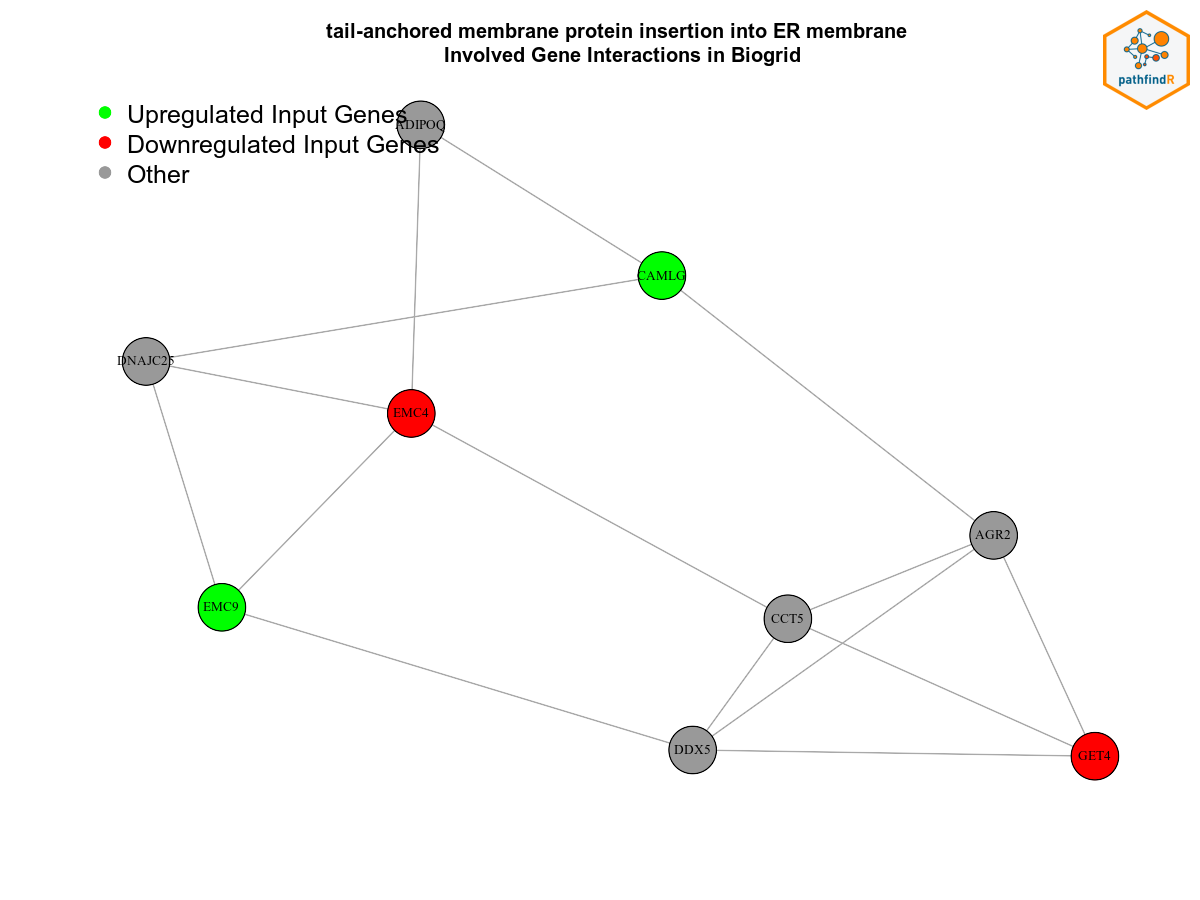 tail-anchored membrane protein insertion into ER membrane
Involved Gene Interactions in Biogrid
pathfindR
Upregulated Input Genes
Downregulated Input Genes
Other
ADIPOQ
CAMLG
DNAJC25
EMC4
AGR2
EMC9
CCT5
DDX5
GET4